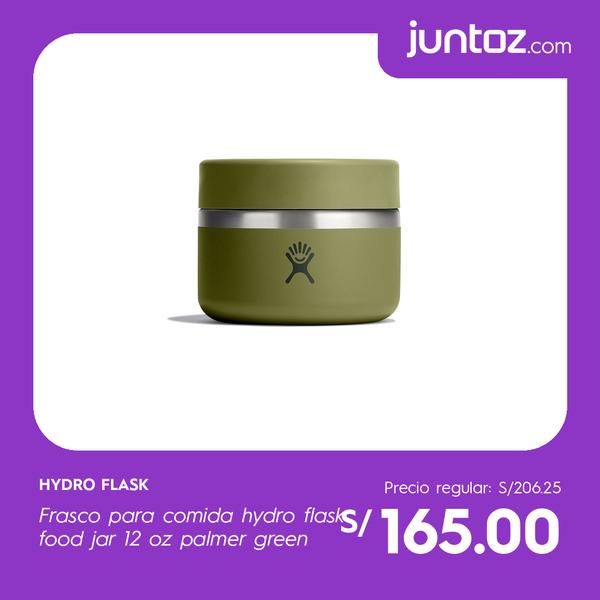 juntoz.com
HYDRO FLASK
Frasco para comida hydro flask
food jar 12 oz palmer green
Precio regular: S/206.25
S/165.00